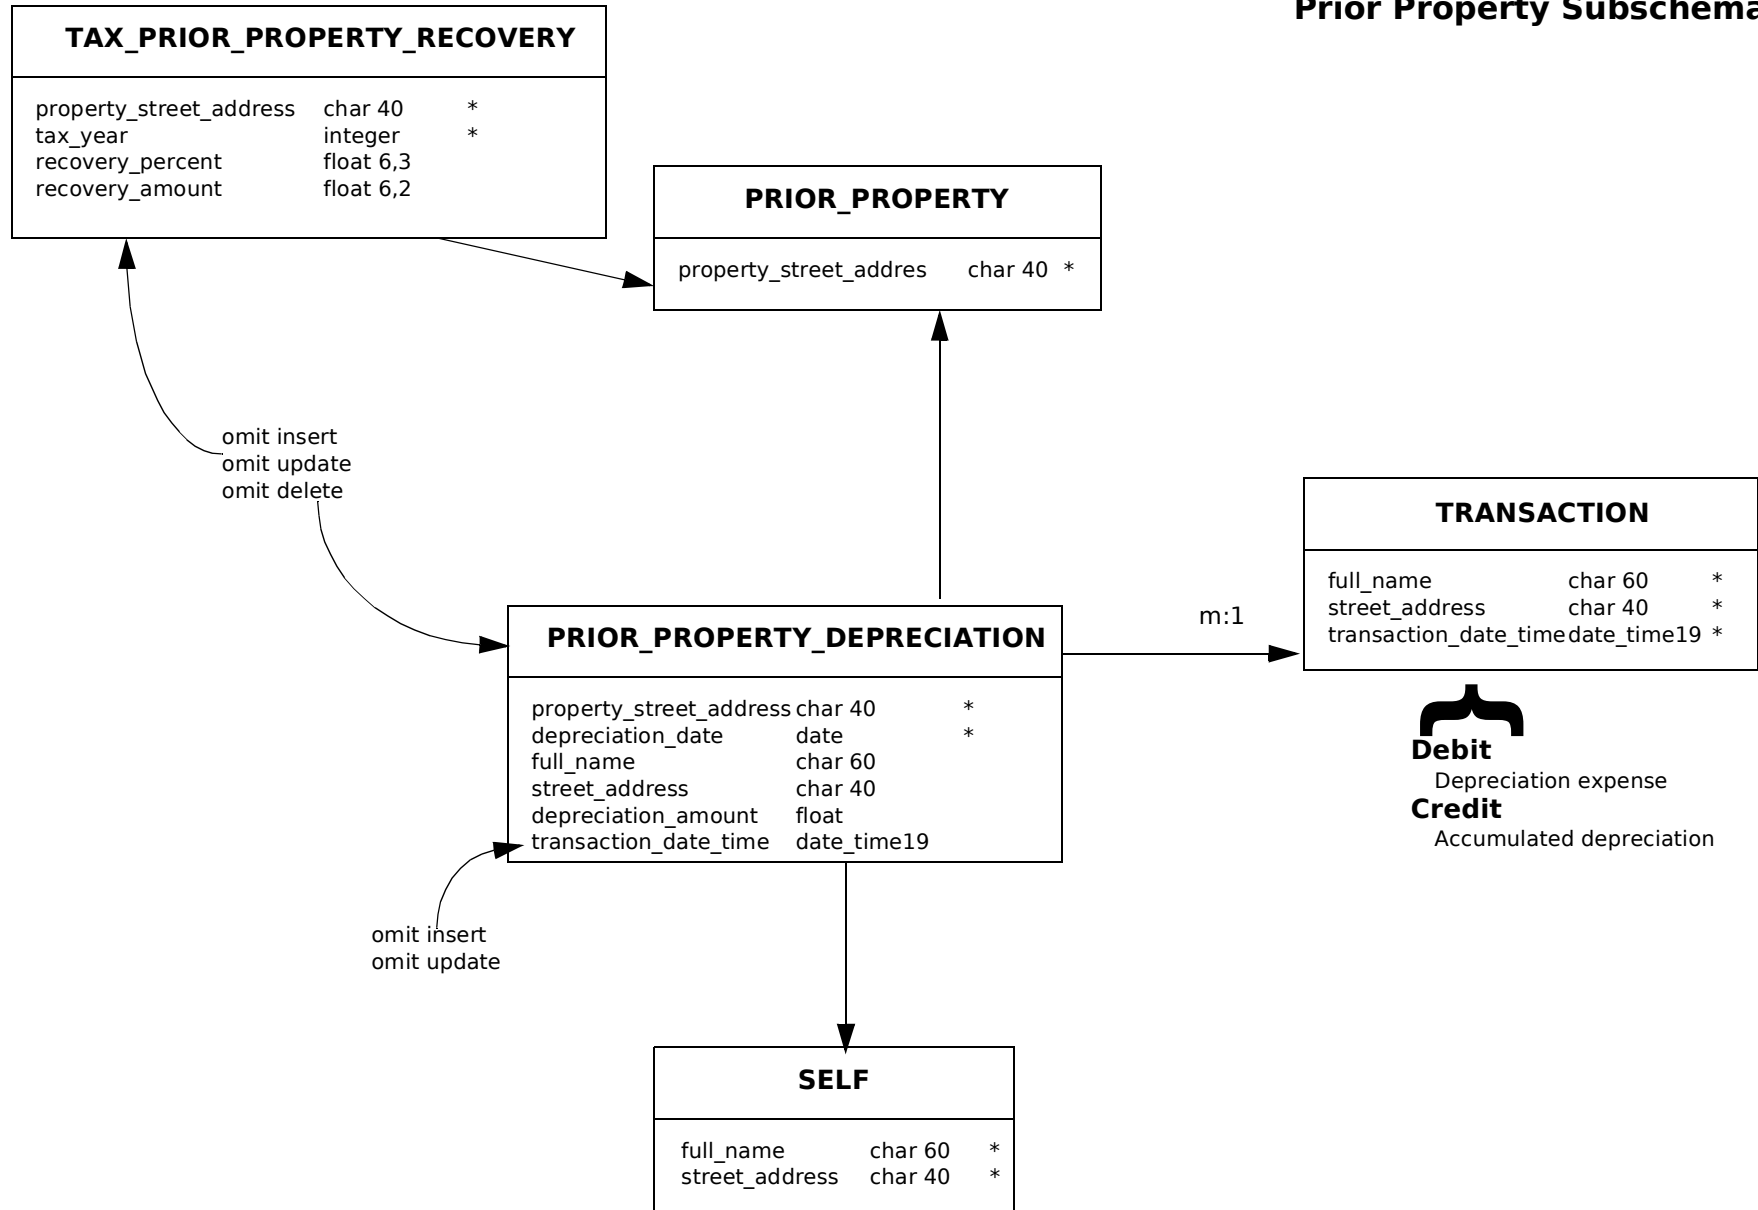 Prior Property Subschema
TAX_PRIOR_PROPERTY_RECOVERY
property_street_address char 40 *
tax_year integer *
recovery_percent float 6,3
recovery_amount float 6,2
PRIOR_PROPERTY
property_street_addres char 40 *
omit insert
omit update
omit delete
TRANSACTION
full_name char 60 *
street_address char 40 *
transaction_date_time date_time19 *
m:1
PRIOR_PROPERTY_DEPRECIATION
property_street_address char 40 *
depreciation_date date *
full_name char 60
street_address char 40
depreciation_amount float
transaction_date_time date_time19
Debit
Depreciation expense
Credit
Accumulated depreciation
omit insert
omit update
SELF
full_name char 60 *
street_address char 40 *